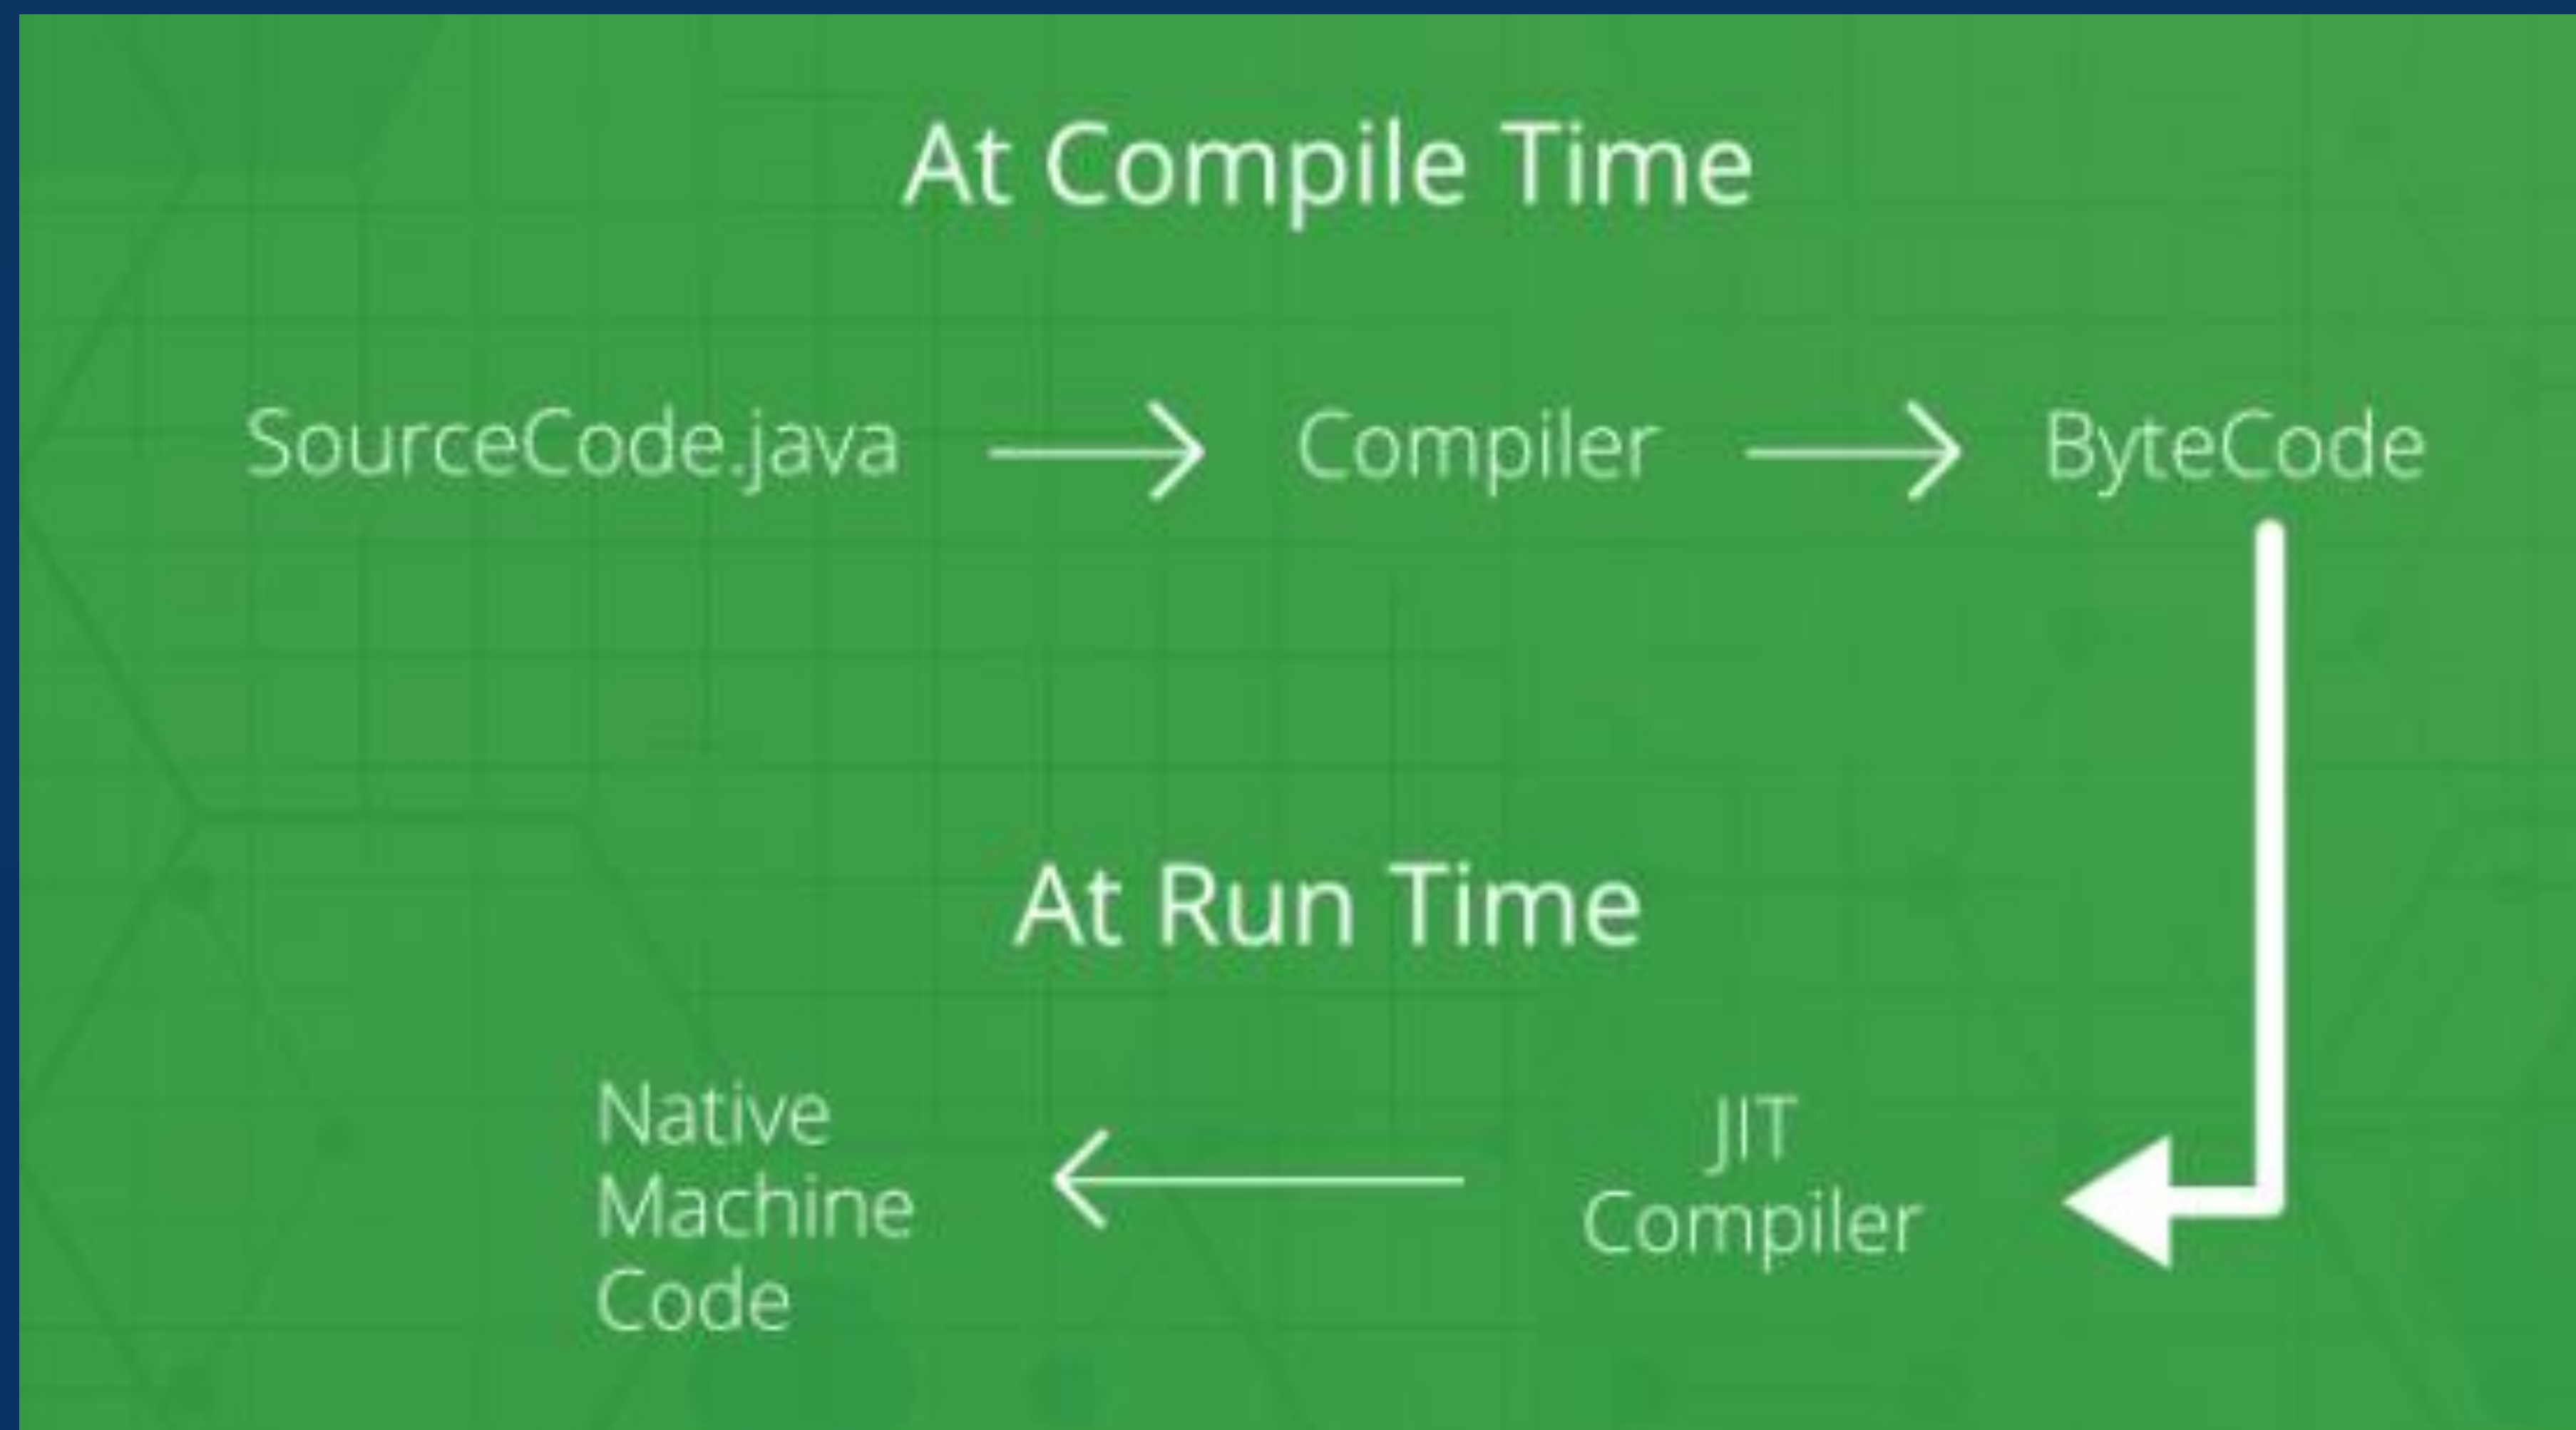 At Compile Time
SourceCode.java → Compiler → ByteCode
At Run Time
Native
Machine
Code
JIT
Compiler